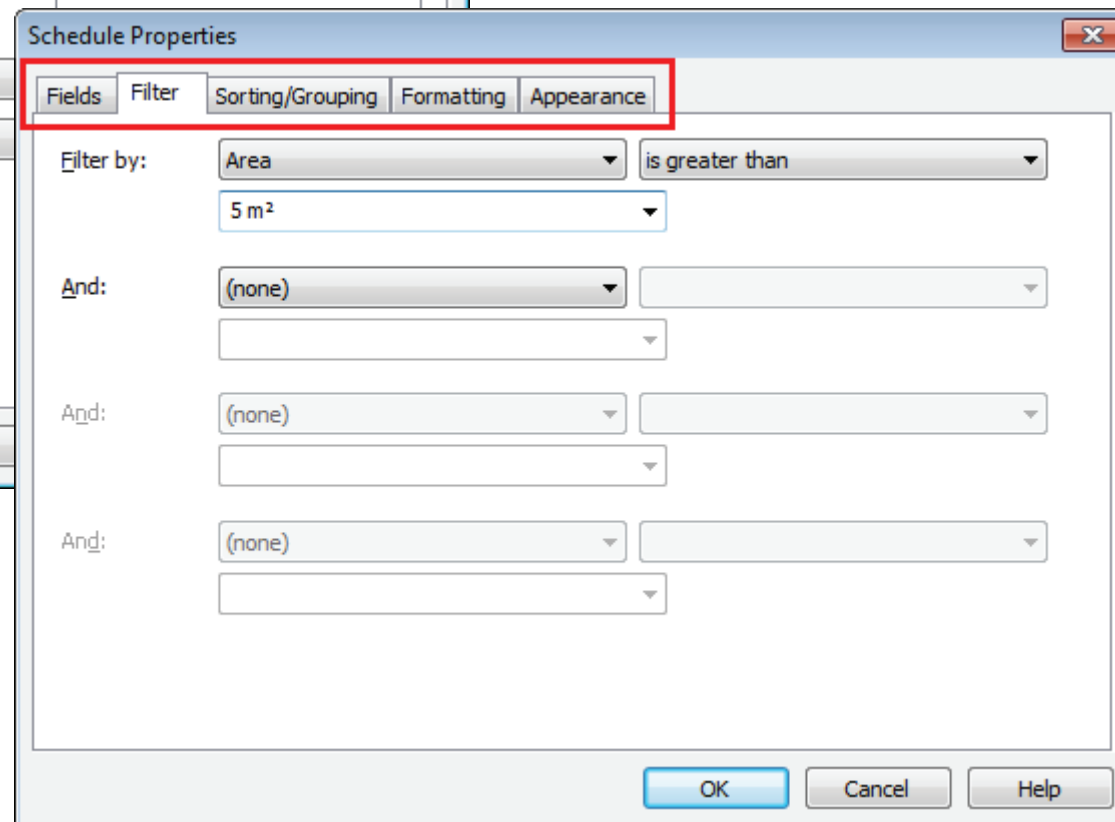 Schedule Properties
Fields Filter Sorting/Grouping Formatting Appearance
Filter by: Area is greater than
5 m²
And: (none)
And: (none)
And: (none)
OK Cancel Help